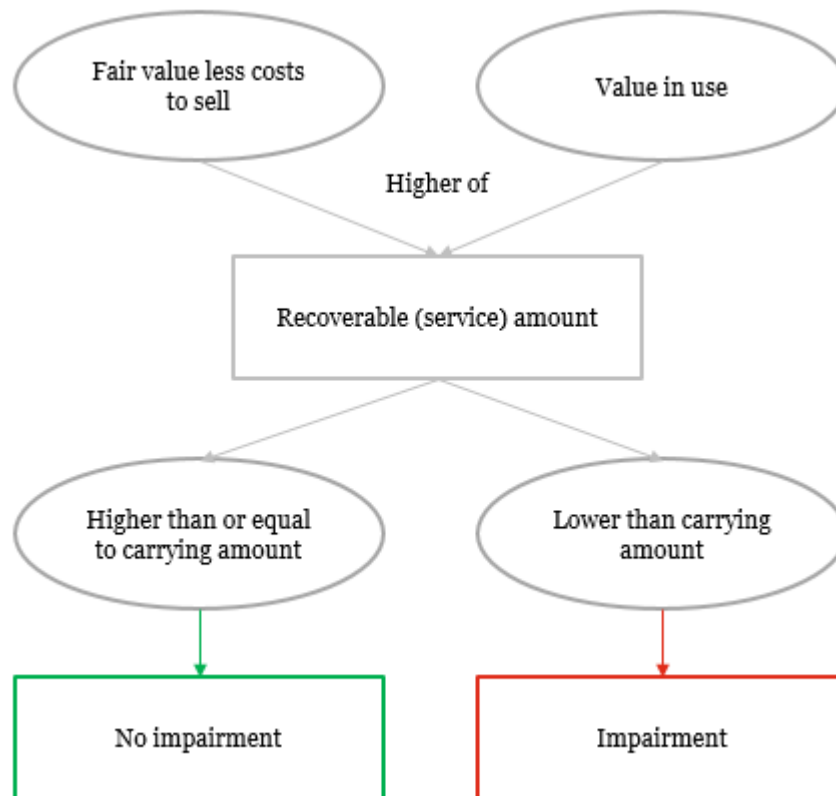 Fair value less costs
to sell
Value in use
Higher of
Recoverable (service) amount
Higher than or equal
to carrying amount
Lower than carrying
amount
No impairment
Impairment